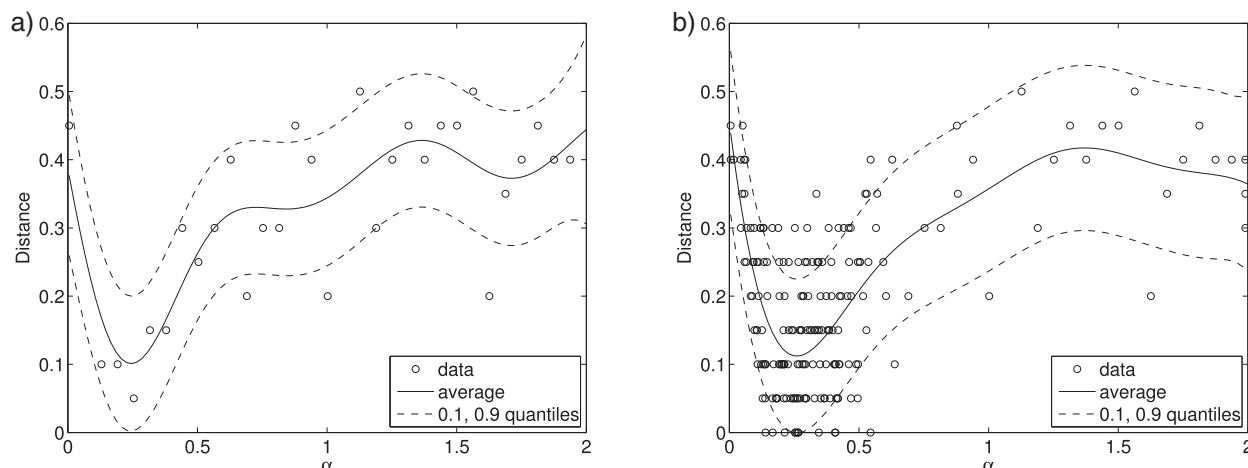 a)
0.6
0.5
0.4
0.3
0.2
0.1
0
Distance
0 0.5 1 1.5 2
α
data
average
0.1, 0.9 quantiles
b)
0.6
0.5
0.4
0.3
0.2
0.1
0
Distance
0 0.5 1 1.5 2
α
data
average
0.1, 0.9 quantiles